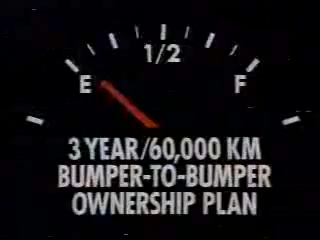 1/2
E F
3 YEAR/60,000 KM
BUMPER-TO-BUMPER
OWNERSHIP PLAN